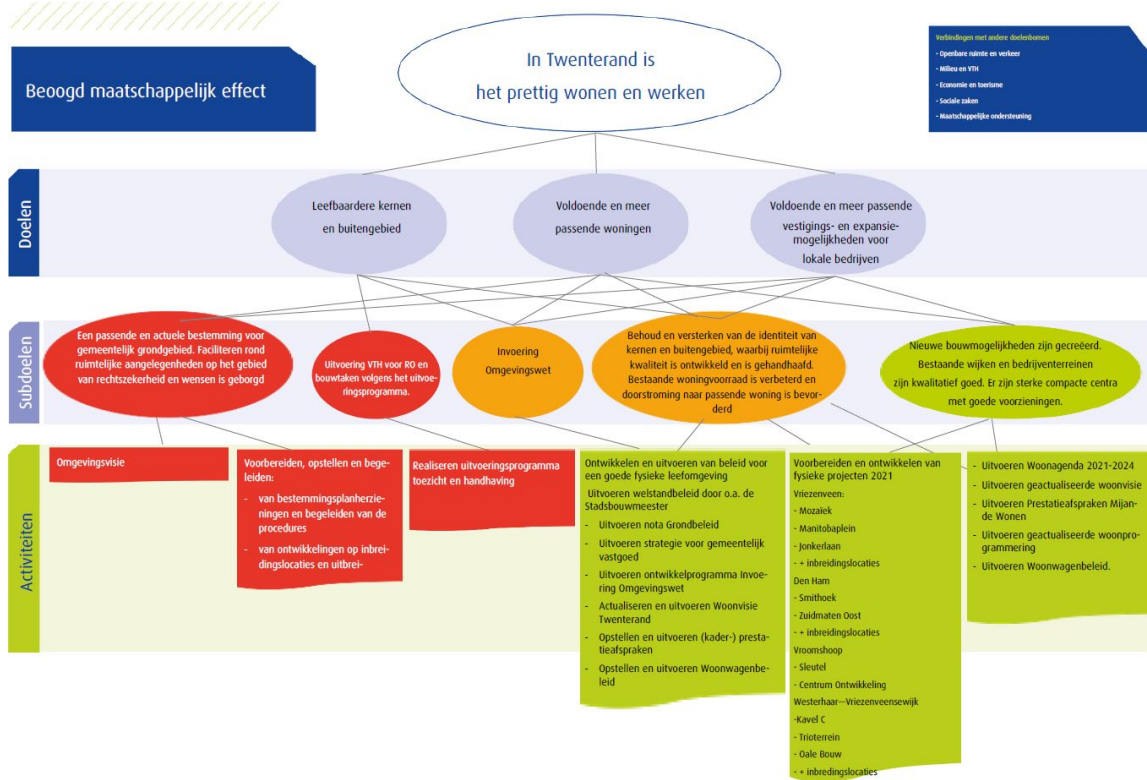 Beoogd maatschappelijk effect
In Twenterand is
het prettig wonen en werken
Verbindingen met andere doelenbomen
- Openbare ruimte en verkeer
- Milieu en VTH
- Economie en toerisme
- Sociale zaken
- Maatschappelijke ondersteuning
Doelen
Leefbaardere kernen
en buitengebied
Voldoende en meer
passende woningen
Voldoende en meer passende
vestigings- en expansie-
mogelijkheden voor
lokale bedrijven
Subdoelen
Een passende en actuele bestemming voor
gemeentelijk grondgebied. Faciliteren rond
ruimtelijke aangelegenheden op het gebied
van rechtszekerheid en wensen is geborgd
Uitvoering VTH voor RO en
bouwtaken volgens het uitvoe-
ringsprogramma.
Invoering
Omgevingswet
Behoud en versterken van de identiteit van
kernen en buitengebied, waarbij ruimtelijke
kwaliteit is ontwikkeld en is gehandhaafd.
Bestaande woningvoorraad is verbeterd en
doorstroming naar passende woning is bevor-
derd
Nieuwe bouwmogelijkheden zijn gecreëerd.
Bestaande wijken en bedrijventerreinen
zijn kwalitatief goed. Er zijn sterke compacte centra
met goede voorzieningen.
Activiteiten
Omgevingsvisie
Voorbereiden, opstellen en bege-
leiden:
- van bestemmingsplanherzie-
ningen en begeleiden van de
procedures
- van ontwikkelingen op inbrei-
dingslocaties en uitbrei-
Realiseren uitvoeringsprogramma
toezicht en handhaving
Ontwikkelen en uitvoeren van beleid voor
een goede fysieke leefomgeving
Uitvoeren welstandbeleid door o.a. de
Stadsbouwmeester
- Uitvoeren nota Grondbeleid
- Uitvoeren strategie voor gemeentelijk
vastgoed
- Uitvoeren ontwikkelprogramma Invoe-
ring Omgevingswet
- Actualiseren en uitvoeren Woonvisie
Twenterand
- Opstellen en uitvoeren (kader-) presta-
tieafspraken
- Opstellen en uitvoeren Woonwagenbe-
leid
Voorbereiden en ontwikkelen van
fysieke projecten 2021
Vriezenveen:
- Mozaïek
- Manitobaplein
- Jonkerlaan
- + inbreidingslocaties
Den Ham
- Smithoek
- Zuidmaten Oost
- + inbreidingslocaties
Vroomshoop
- Sleutel
- Centrum Ontwikkeling
Westerhaar—Vriezenveensewijk
-Kavel C
- Trioterrein
- Oale Bouw
- + inbredingslocaties
- Uitvoeren Woonagenda 2021-2024
- Uitvoeren geactualiseerde woonvisie
- Uitvoeren Prestatieafspraken Mijan-
de Wonen
- Uitvoeren geactualiseerde woonpro-
grammering
- Uitvoeren Woonwagenbeleid.